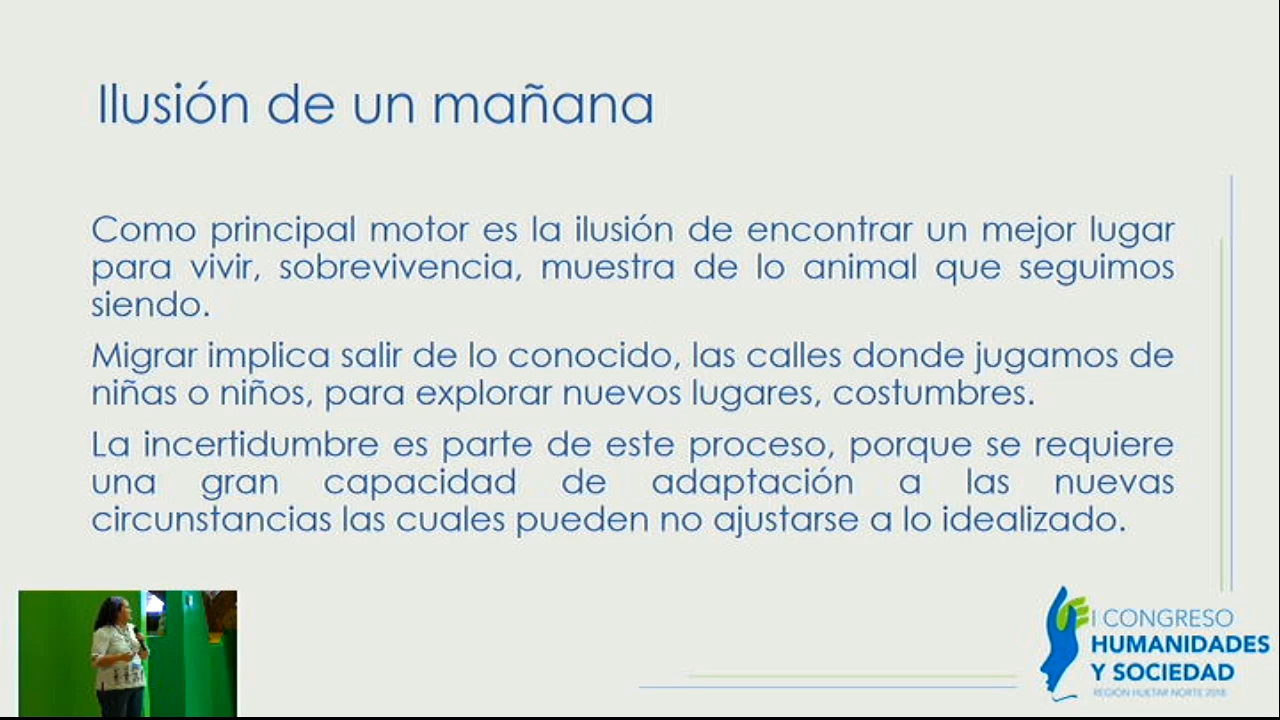 Ilusión de un mañana
Como principal motor es la ilusión de encontrar un mejor lugar
para vivir, sobrevivencia, muestra de lo animal que seguimos
siendo.
Migrar implica salir de lo conocido, las calles donde jugamos de
niñas o niños, para explorar nuevos lugares, costumbres.
La incertidumbre es parte de este proceso, porque se requiere
una gran capacidad de adaptación a las nuevas
circunstancias las cuales pueden no ajustarse a lo idealizado.
I CONGRESO
HUMANIDADES
Y SOCIEDAD
REGIÓN HUETAR NORTE 2018